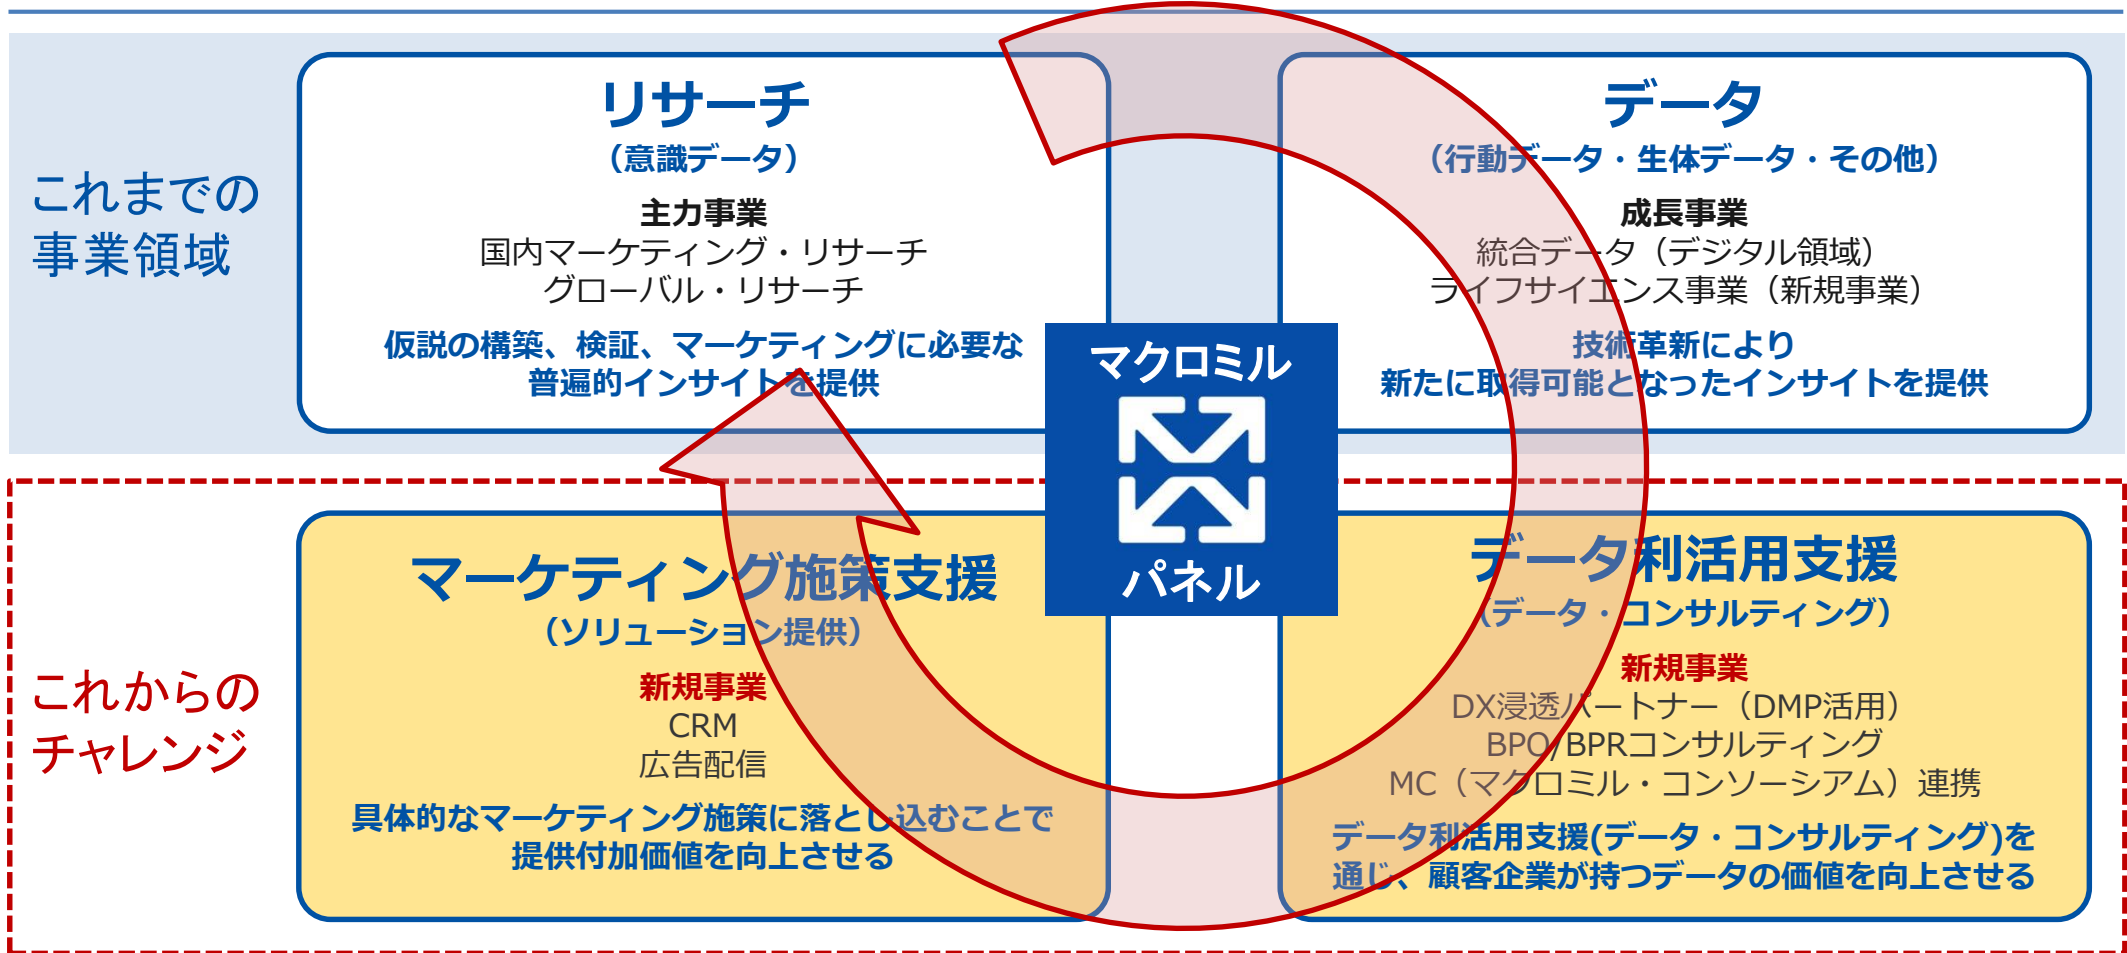 これまでの
事業領域
リサーチ
（意識データ）
主力事業
国内マーケティング・リサーチ
グローバル・リサーチ
仮説の構築、検証、マーケティングに必要な
普遍的インサイトを提供
データ
（行動データ・生体データ・その他）
成長事業
統合データ（デジタル領域）
ライフサイエンス事業（新規事業）
技術革新により
新たに取得可能となったインサイトを提供
マクロミル
パネル
これからの
チャレンジ
マーケティング施策支援
（ソリューション提供）
新規事業
CRM
広告配信
具体的なマーケティング施策に落とし込むことで
提供付加価値を向上させる
データ利活用支援
（データ・コンサルティング）
新規事業
DX浸透パートナー（DMP活用）
BPO/BPRコンサルティング
MC（マクロミル・コンソーシアム）連携
データ利活用支援(データ・コンサルティング)を
通じ、顧客企業が持つデータの価値を向上させる